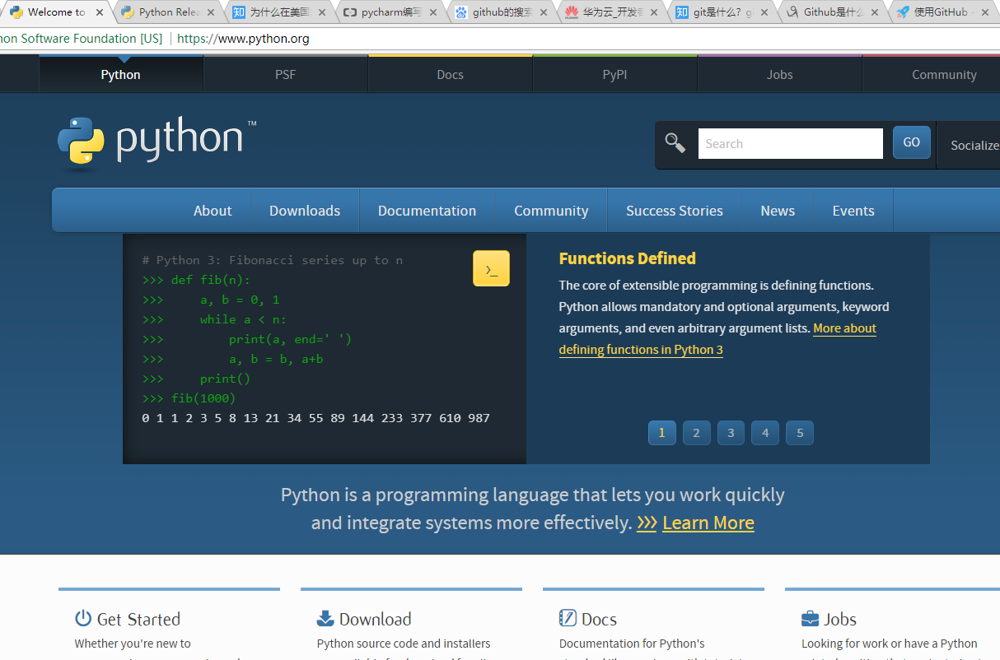 Welcome to
Python Relea
为什么在美国
pycharm编写
github的搜索
华为云_开发者
git是什么？gi
Github是什么
使用GitHub -
hon Software Foundation [US] | https://www.python.org
Python PSF Docs PyPI Jobs Community
python™
Search GO Socialize
About Downloads Documentation Community Success Stories News Events
# Python 3: Fibonacci series up to n
>>> def fib(n):
>>>     a, b = 0, 1
>>>     while a < n:
>>>         print(a, end=' ')
>>>         a, b = b, a+b
>>>     print()
>>> fib(1000)
0 1 1 2 3 5 8 13 21 34 55 89 144 233 377 610 987
>_
Functions Defined
The core of extensible programming is defining functions.
Python allows mandatory and optional arguments, keyword
arguments, and even arbitrary argument lists. More about
defining functions in Python 3
1 2 3 4 5
Python is a programming language that lets you work quickly
and integrate systems more effectively. >>> Learn More
Get Started
Whether you're new to
Download
Python source code and installers
Docs
Documentation for Python's
Jobs
Looking for work or have a Python